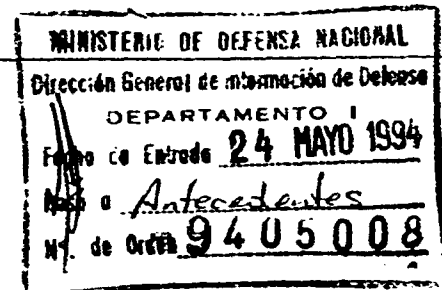 MINISTERIO DE DEFENSA NACIONAL
Dirección General de Información de Defensa
DEPARTAMENTO I
Fecha de Entrada 24 MAYO 1994
Pasó a Antecedentes
Nº. de Orden 9405008